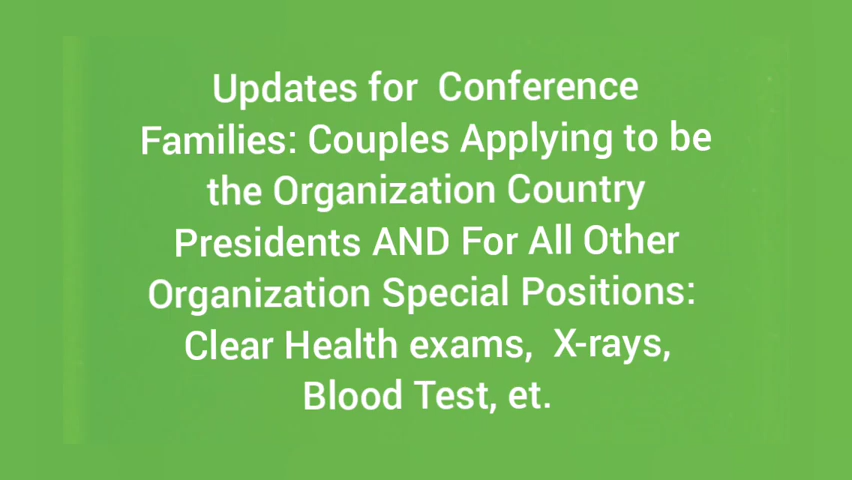 Updates for  Conference
Families: Couples Applying to be
the Organization Country
Presidents AND For All Other
Organization Special Positions:
Clear Health exams,  X-rays,
Blood Test, et.